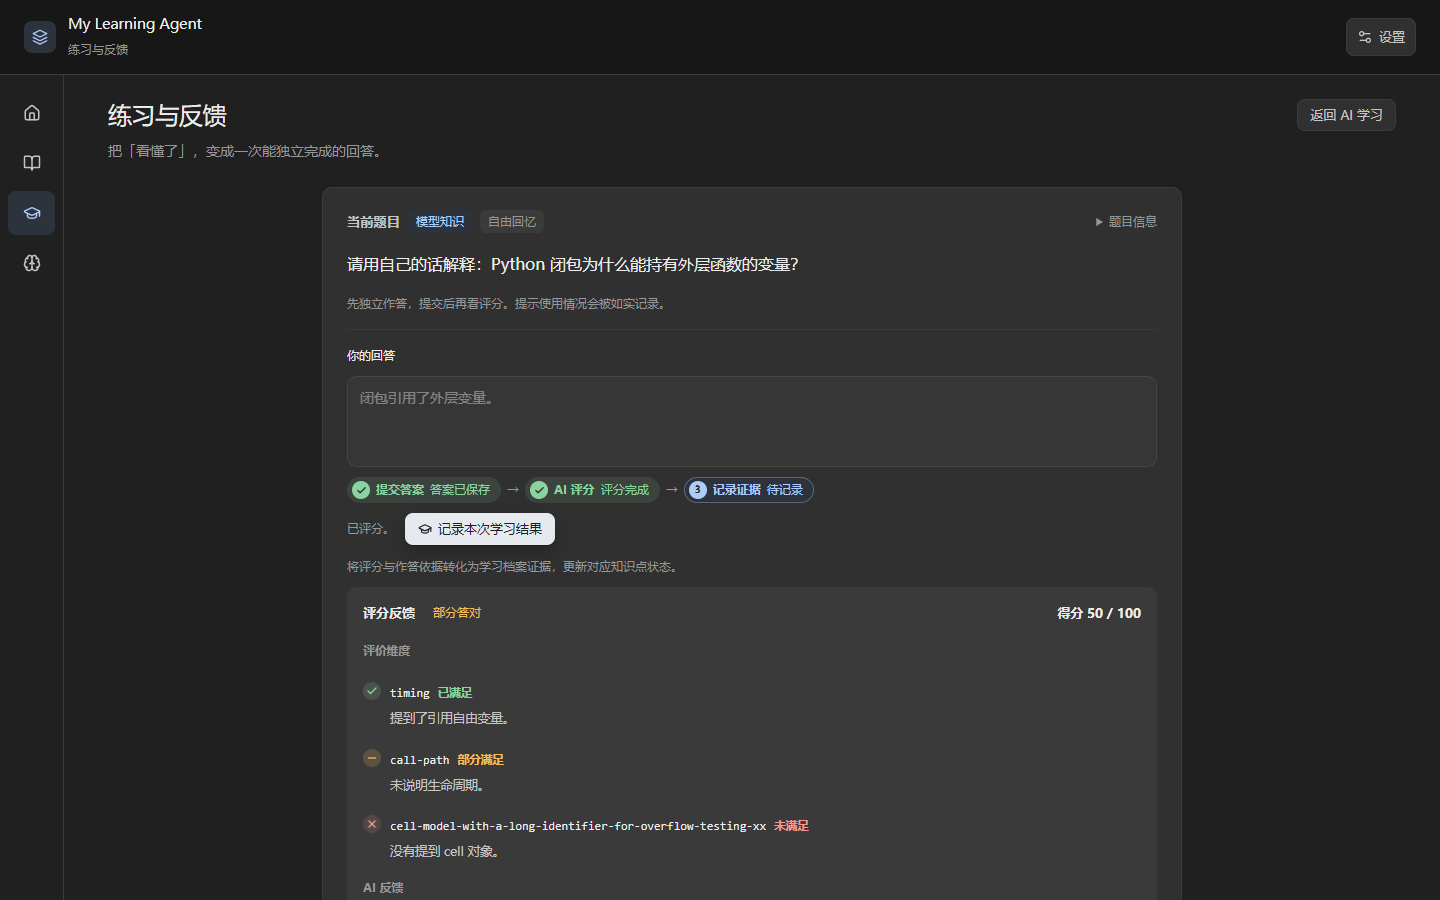 My Learning Agent
练习与反馈
设置
练习与反馈
返回 AI 学习
把「看懂了」，变成一次能独立完成的回答。
当前题目 模型知识 自由回忆
题目信息
请用自己的话解释：Python 闭包为什么能持有外层函数的变量？
先独立作答，提交后再看评分。提示使用情况会被如实记录。
你的回答
闭包引用了外层变量。
提交答案 答案已保存 → AI 评分 评分完成 → 3 记录证据 待记录
已评分。 记录本次学习结果
将评分与作答依据转化为学习档案证据，更新对应知识点状态。
评分反馈 部分答对 得分 50 / 100
评价维度
timing 已满足
提到了引用自由变量。
call-path 部分满足
未说明生命周期。
cell-model-with-a-long-identifier-for-overflow-testing-xx 未满足
没有提到 cell 对象。
AI 反馈